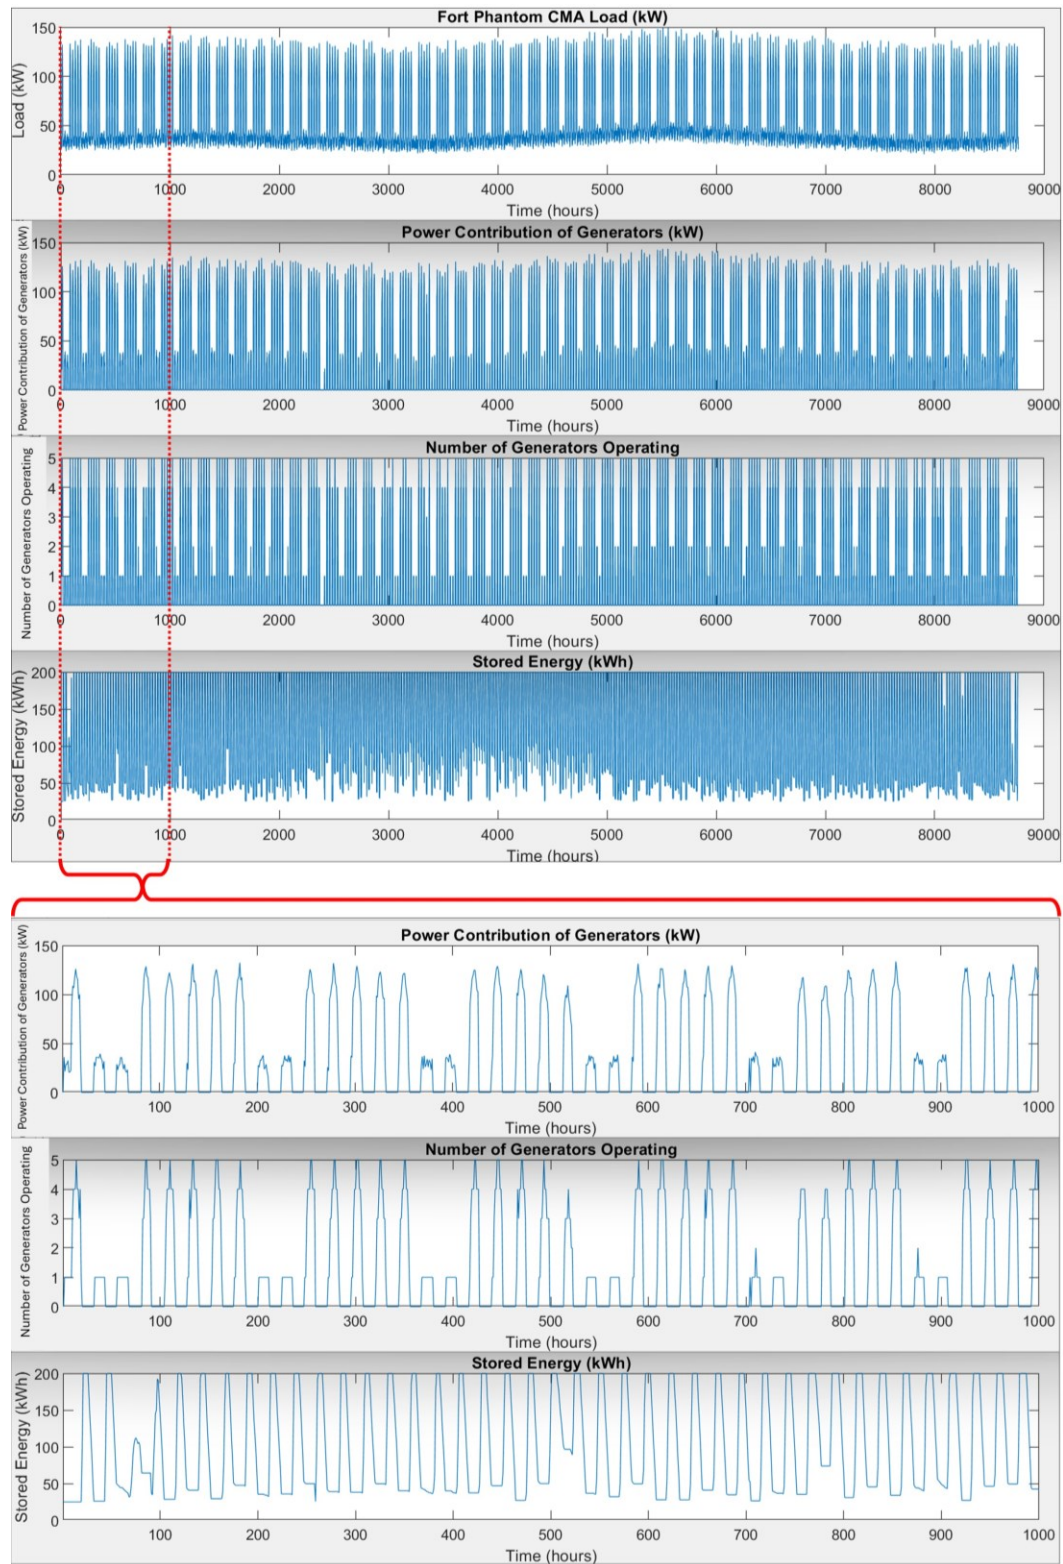 Fort Phantom CMA Load (kW)
Load (kW)
150
100
50
0
0 1000 2000 3000 4000 5000 6000 7000 8000 9000
Time (hours)
Power Contribution of Generators (kW)
Power Contribution of Generators (kW)
150
100
50
0
0 1000 2000 3000 4000 5000 6000 7000 8000 9000
Time (hours)
Number of Generators Operating
Number of Generators Operating
5
4
3
2
1
0
0 1000 2000 3000 4000 5000 6000 7000 8000 9000
Time (hours)
Stored Energy (kWh)
Stored Energy (kWh)
200
150
100
50
0
0 1000 2000 3000 4000 5000 6000 7000 8000 9000
Time (hours)
Power Contribution of Generators (kW)
Power Contribution of Generators (kW)
150
100
50
0
100 200 300 400 500 600 700 800 900 1000
Time (hours)
Number of Generators Operating
Number of Generators Operating
5
4
3
2
1
0
100 200 300 400 500 600 700 800 900 1000
Time (hours)
Stored Energy (kWh)
Stored Energy (kWh)
200
150
100
50
0
100 200 300 400 500 600 700 800 900 1000
Time (hours)